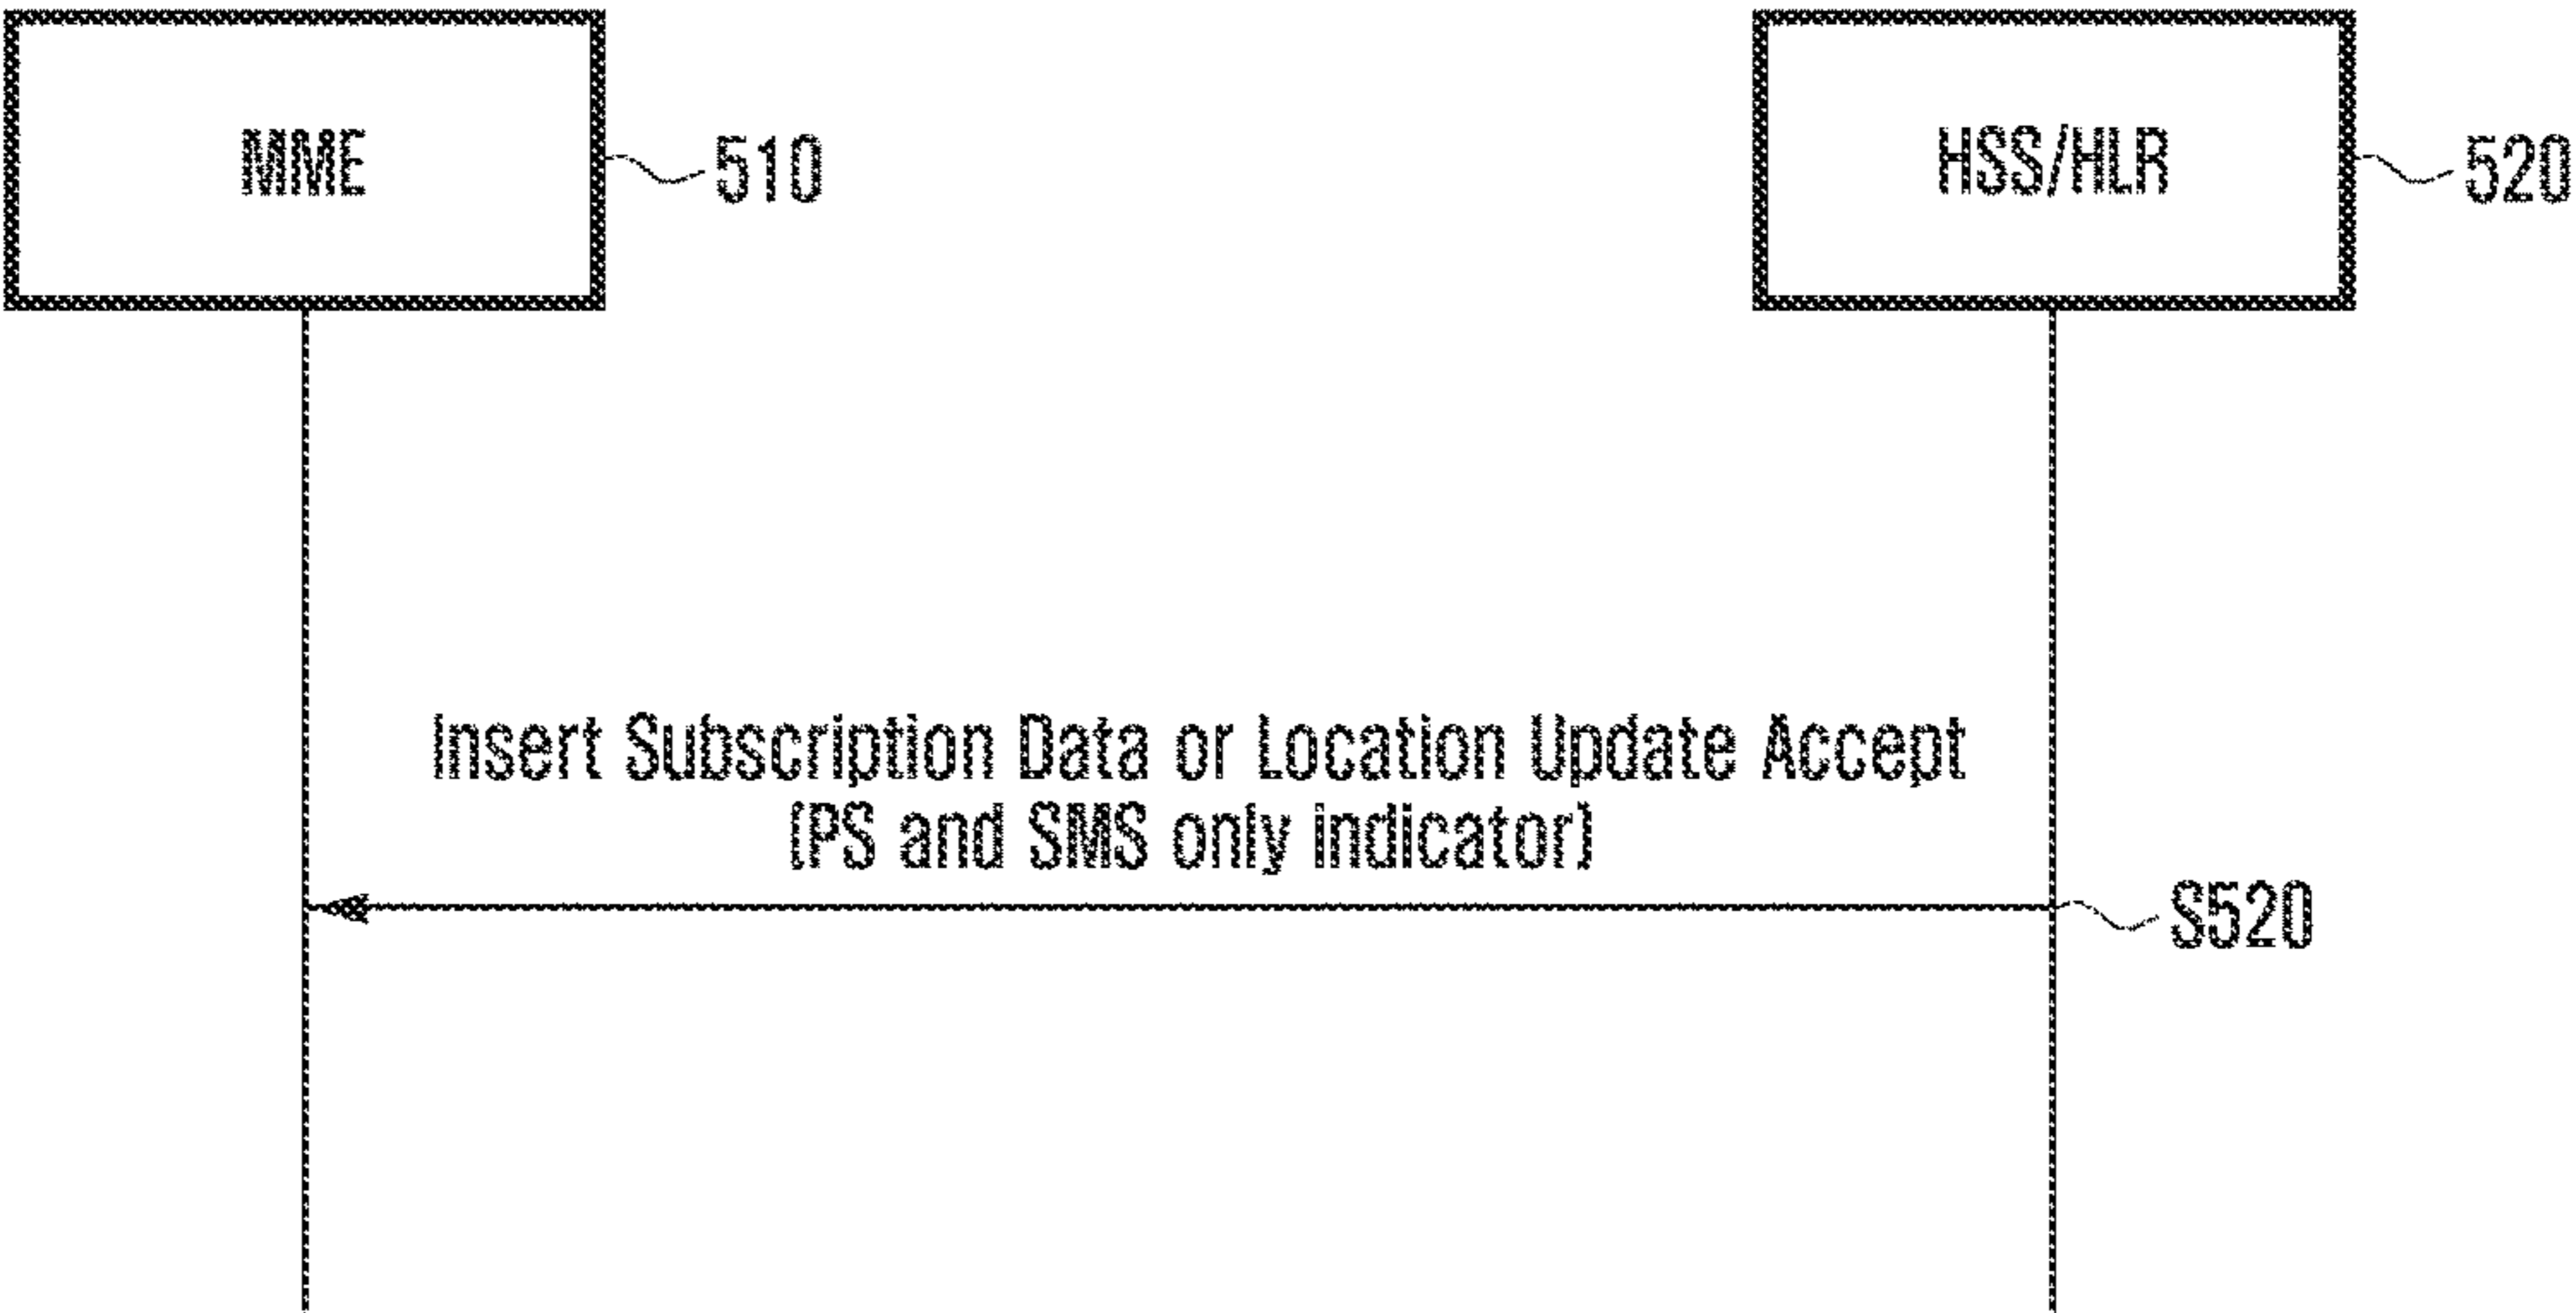 MME
510
HSS/HLR
520
Insert Subscription Data or Location Update Accept
(PS and SMS only indicator)
S520